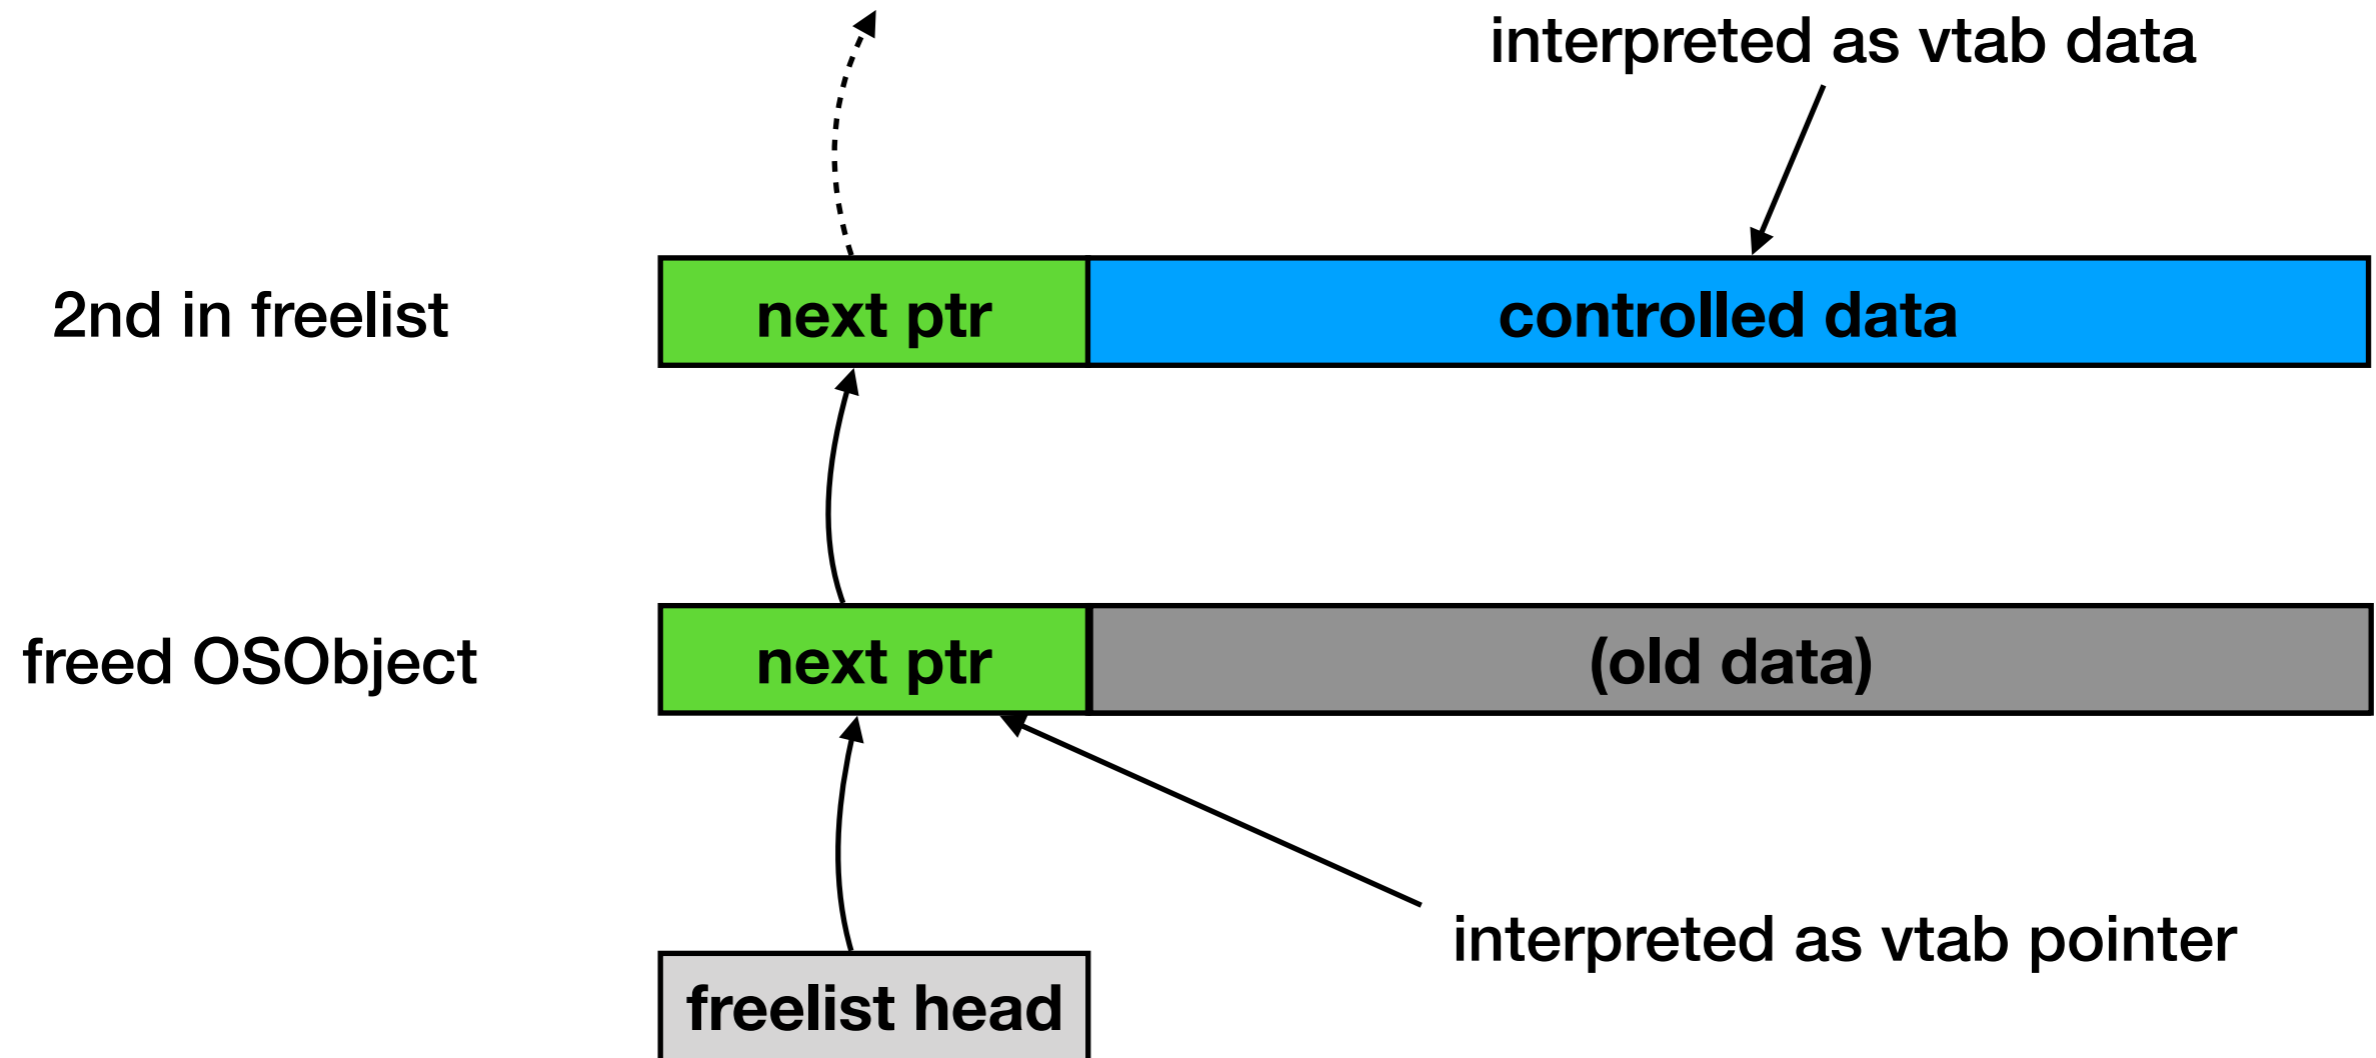 interpreted as vtab data
2nd in freelist
next ptr
controlled data
freed OSObject
next ptr
(old data)
interpreted as vtab pointer
freelist head